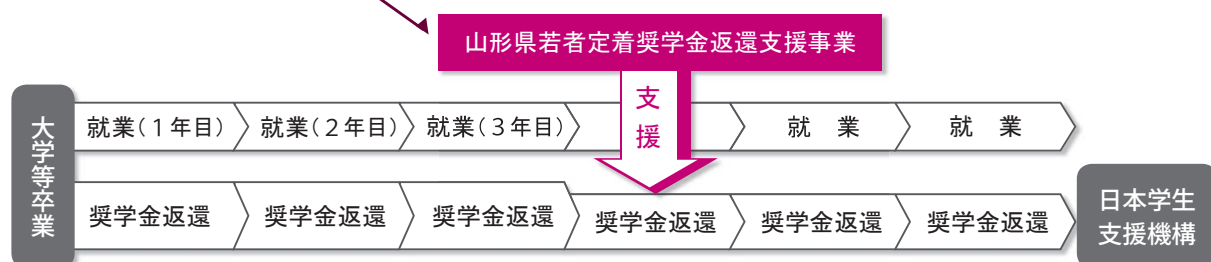 山形県若者定着奨学金返還支援事業
支援
大学等卒業
就業(1年目)
就業(2年目)
就業(3年目)
就　業
就　業
奨学金返還
奨学金返還
奨学金返還
奨学金返還
奨学金返還
奨学金返還
日本学生
支援機構